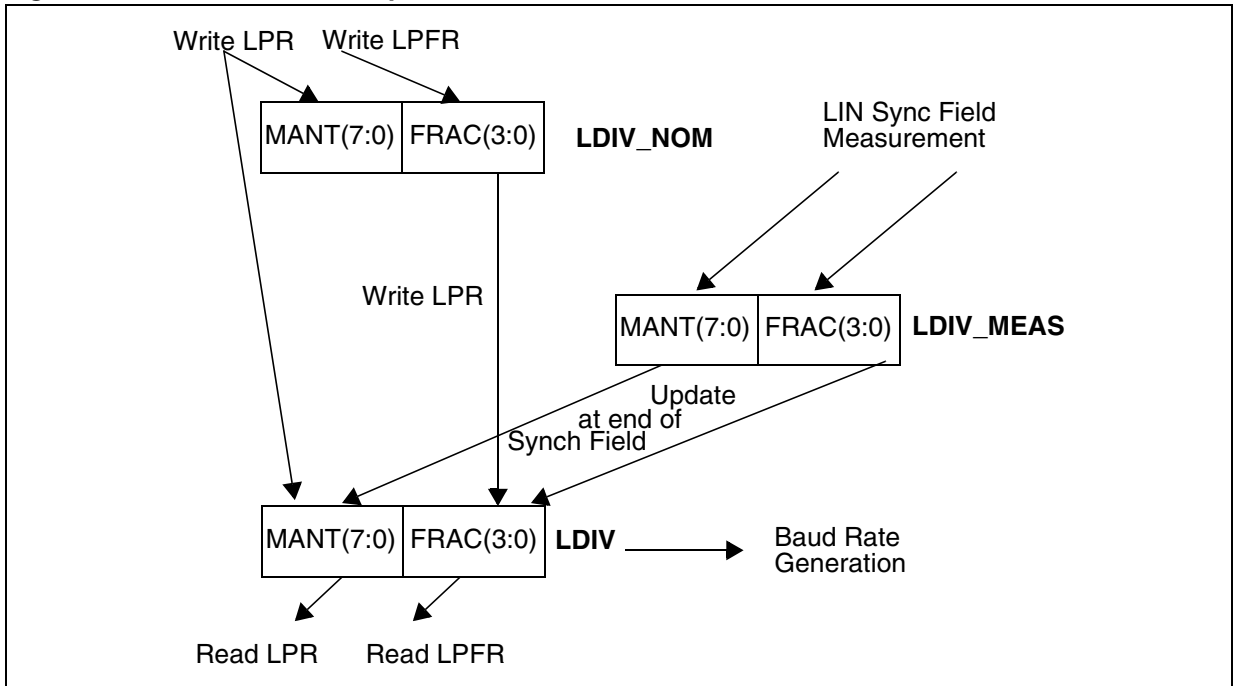 Write LPR Write LPFR
MANT(7:0) FRAC(3:0) LDIV_NOM
LIN Sync Field
Measurement
Write LPR
MANT(7:0) FRAC(3:0) LDIV_MEAS
Update
at end of
Synch Field
MANT(7:0) FRAC(3:0) LDIV
Baud Rate
Generation
Read LPR Read LPFR